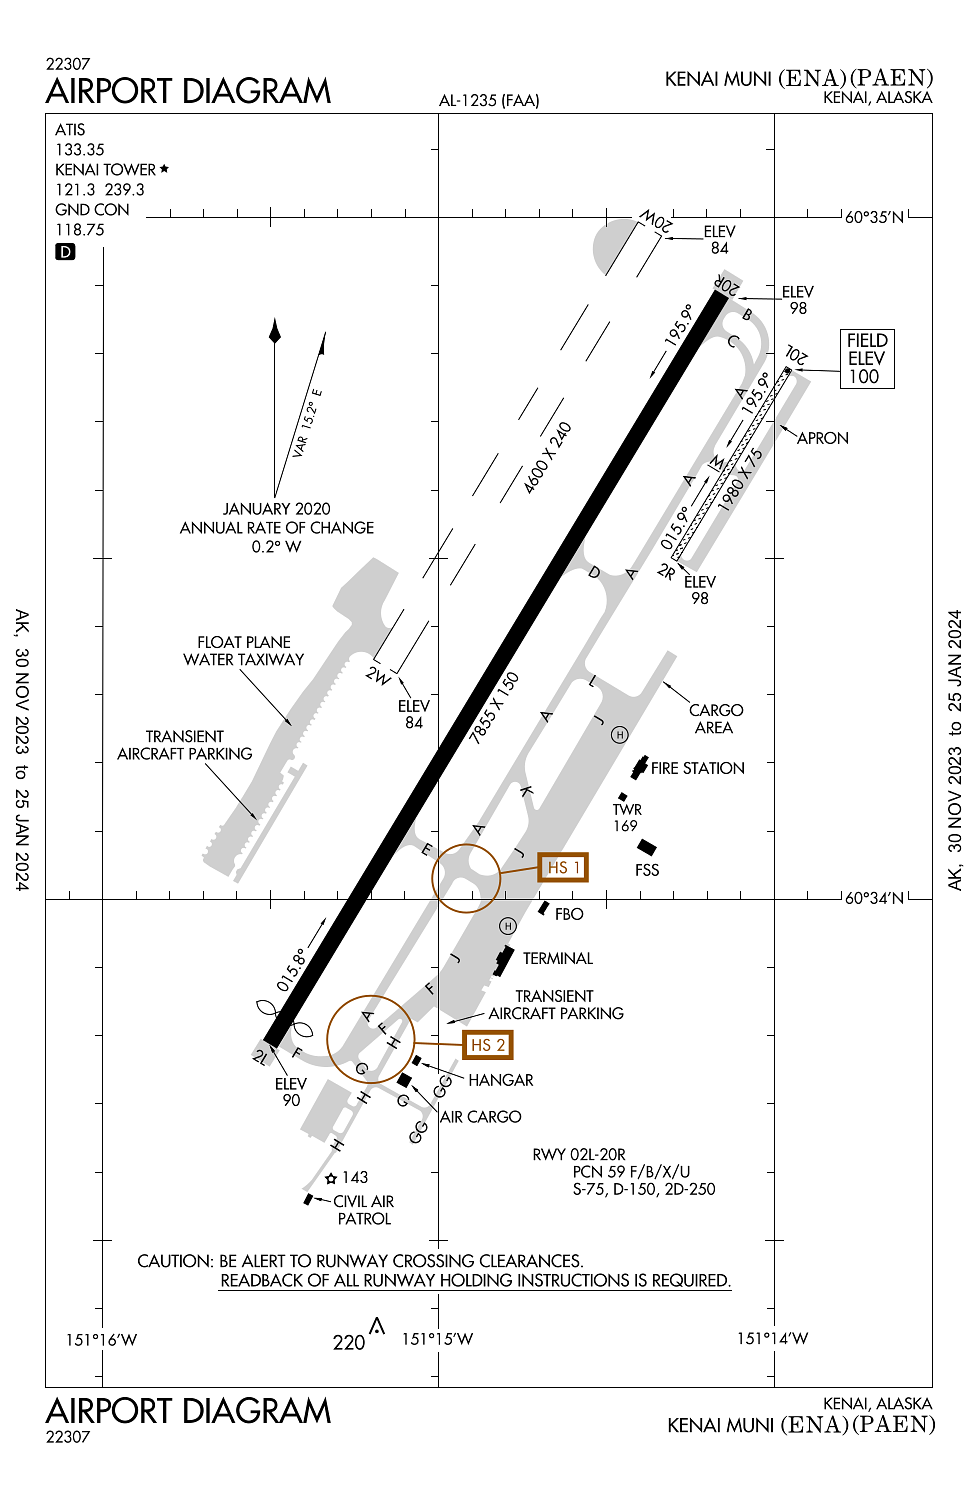 22307
AIRPORT DIAGRAM
AL-1235 (FAA)
KENAI MUNI (ENA)(PAEN)
KENAI, ALASKA
ATIS
133.35
KENAI TOWER ★
121.3 239.3
GND CON
118.75
D
60°35'N
20W
ELEV
84
20R
ELEV
98
B
C
195.9°
20L
FIELD
ELEV
100
A
195.9°
APRON
VAR 15.2° E
4600 X 240
M
A
1980 X 75
JANUARY 2020
ANNUAL RATE OF CHANGE
0.2° W
015.9°
D
A
2R
ELEV
98
FLOAT PLANE
WATER TAXIWAY
2W
ELEV
84
7855 X 150
L
A
J
H
CARGO
AREA
TRANSIENT
AIRCRAFT PARKING
FIRE STATION
K
TWR
169
A
E
J
HS 1
FSS
60°34'N
FBO
H
015.8°
J
TERMINAL
F
TRANSIENT
AIRCRAFT PARKING
A
F
H
HS 2
2L
F
G
HANGAR
ELEV
90
H
G
GG
AIR CARGO
GG
H
RWY 02L-20R
PCN 59 F/B/X/U
S-75, D-150, 2D-250
143
CIVIL AIR
PATROL
CAUTION: BE ALERT TO RUNWAY CROSSING CLEARANCES.
READBACK OF ALL RUNWAY HOLDING INSTRUCTIONS IS REQUIRED.
220
151°16'W
151°15'W
151°14'W
AK, 30 NOV 2023 to 25 JAN 2024
AK, 30 NOV 2023 to 25 JAN 2024
AIRPORT DIAGRAM
22307
KENAI, ALASKA
KENAI MUNI (ENA)(PAEN)